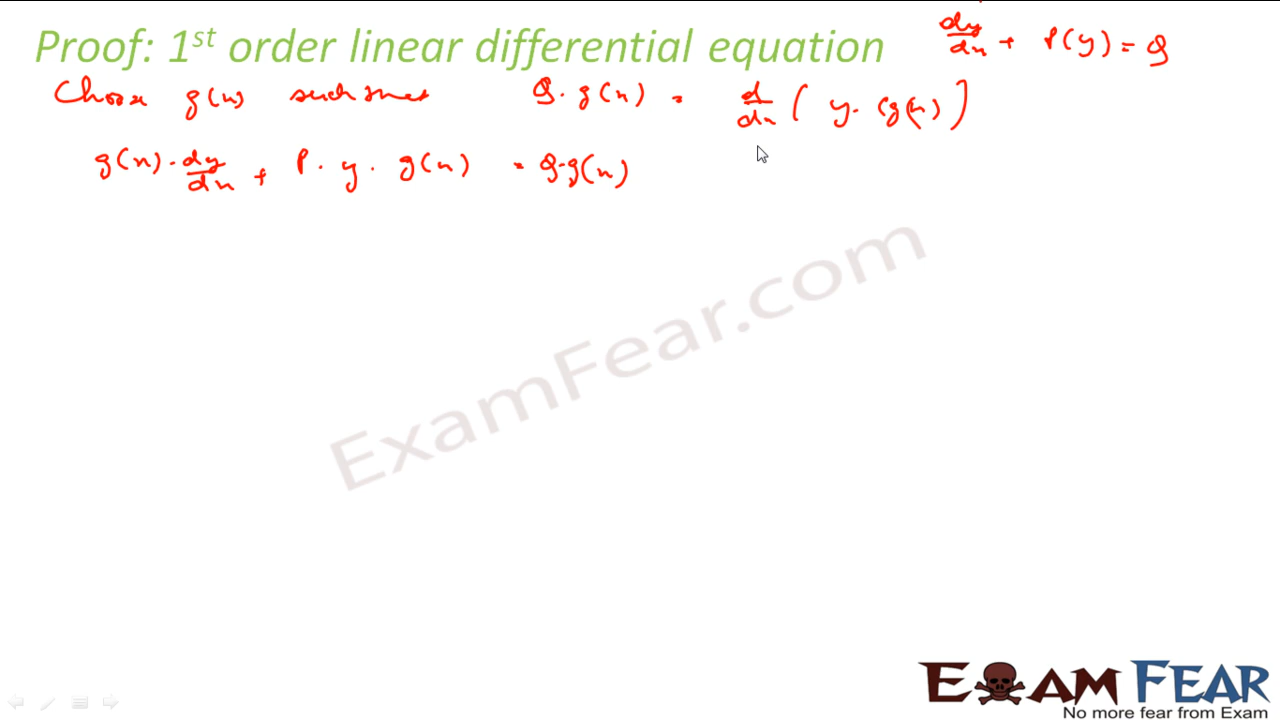 Proof: 1st order linear differential equation
dy/dx + P(y) = Q
Choose g(x) such that Q. g(x) = d/dx ( y. (g(x) ]
g(x) . dy/dx + P. y. g(x) = Q.g(x)
ExamFear.com
EXAM FEAR
No more fear from Exam